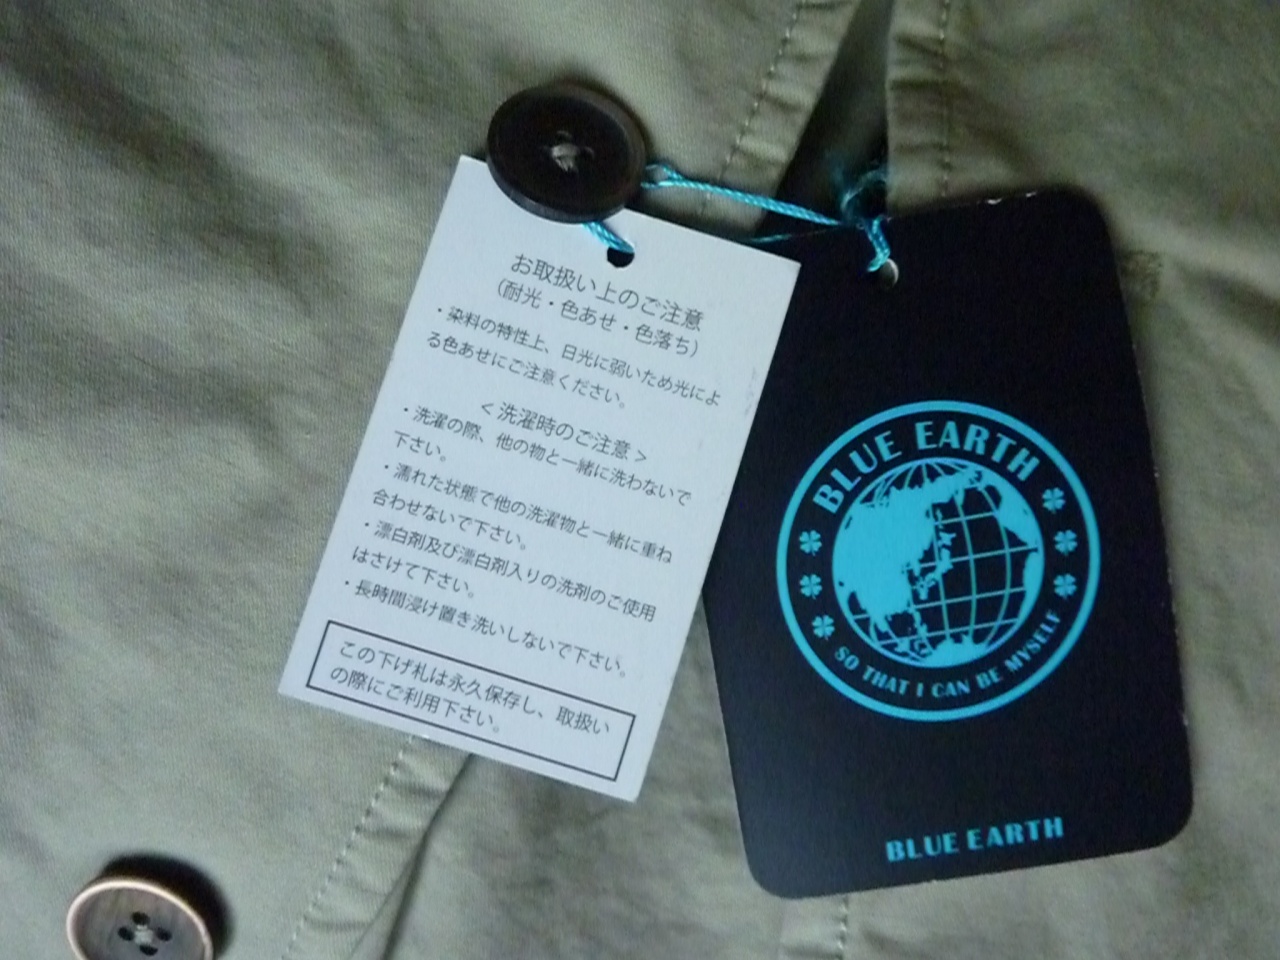 お取扱い上のご注意
（耐光・色あせ・色落ち）
・染料の特性上、日光に弱いため光によ
る色あせにご注意ください。
＜洗濯時のご注意＞
・洗濯の際、他の物と一緒に洗わないで
下さい。
・濡れた状態で他の洗濯物と一緒に重ね
合わせないで下さい。
・漂白剤及び漂白剤入りの洗剤のご使用
はさけて下さい。
・長時間浸け置き洗いしないで下さい。
この下げ札は永久保存し、取扱い
の際にご利用下さい。
BLUE EARTH
SO THAT I CAN BE MYSELF
BLUE EARTH